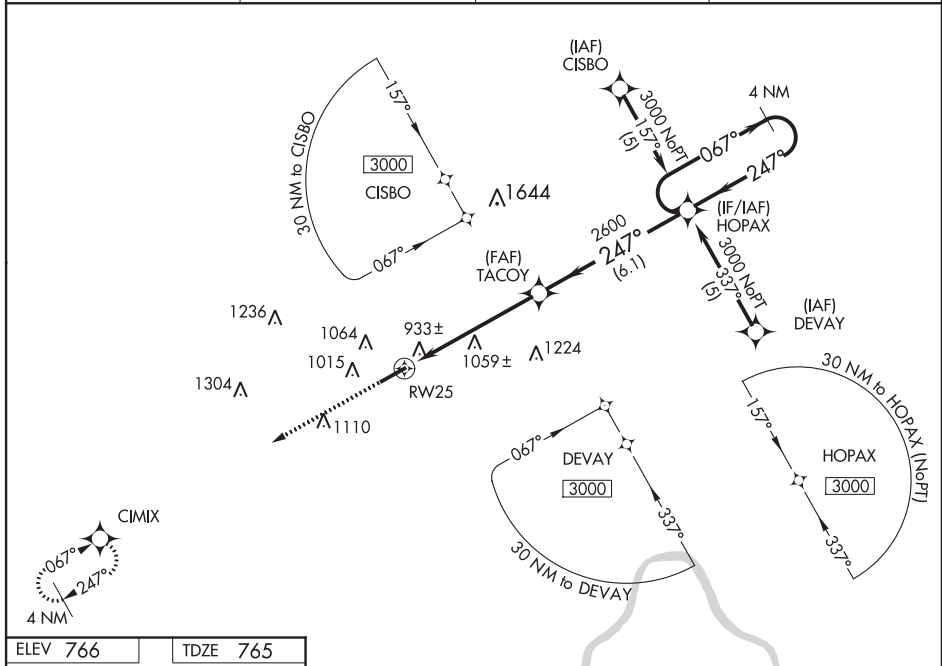 (IAF)
CISBO
4 NM
3000 NoPT
157°
(5)
067°
247°
(IF/IAF)
HOPAX
30 NM to CISBO
157°
3000
CISBO
067°
1644
2600
247°
(6.1)
(FAF)
TACOY
3000 NoPT
337°
(5)
(IAF)
DEVAY
1236
1064
933±
1015
1059±
1224
1304
RW25
1110
067°
DEVAY
3000
337°
30 NM to DEVAY
30 NM to HOPAX (NoPT)
157°
HOPAX
3000
337°
CIMIX
067°
247°
4 NM
ELEV 766
TDZE 765